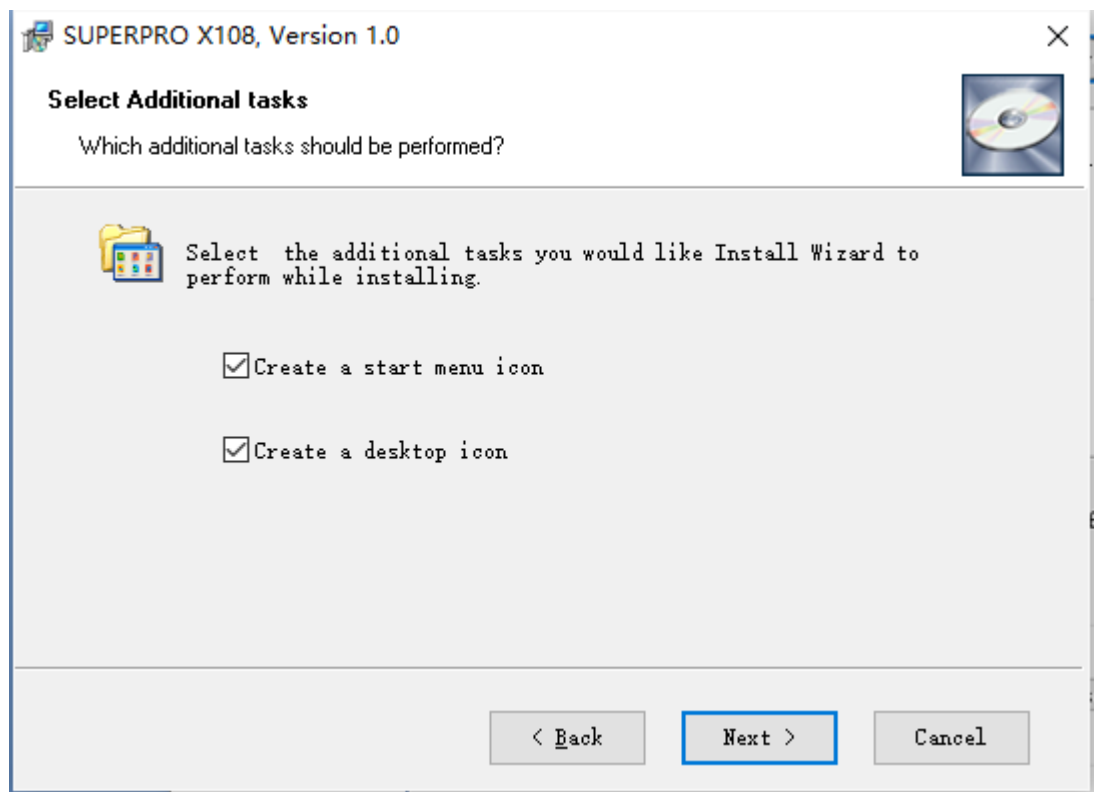 SUPERPRO X108, Version 1.0
Select Additional tasks
Which additional tasks should be performed?
Select  the additional tasks you would like Install Wizard to
perform while installing.
Create a start menu icon
Create a desktop icon
< Back
Next >
Cancel